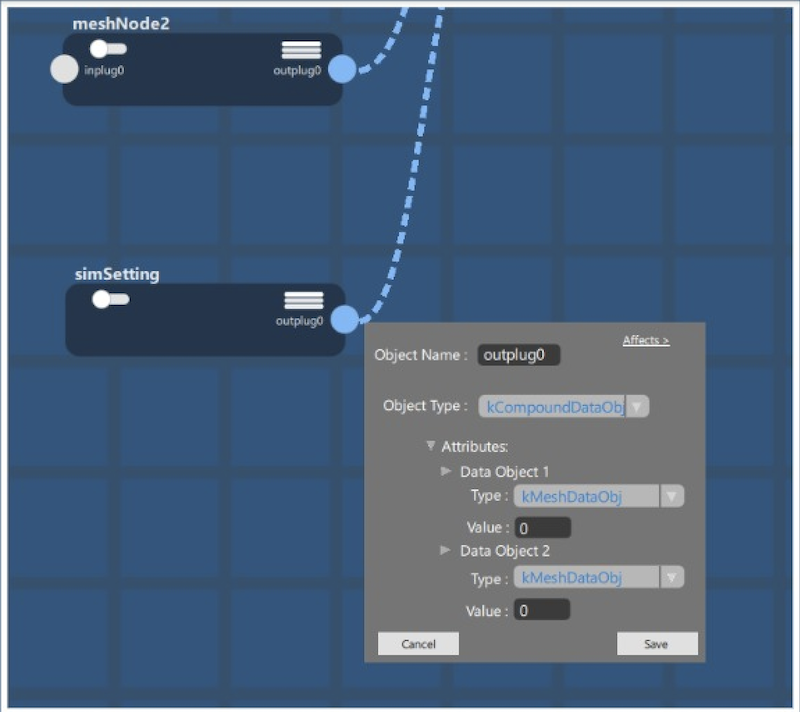 meshNode2
inplug0
outplug0
simSetting
outplug0
Affects >
Object Name : outplug0
Object Type : kCompoundDataObj
Attributes:
Data Object 1
Type : kMeshDataObj
Value : 0
Data Object 2
Type : kMeshDataObj
Value : 0
Cancel Save